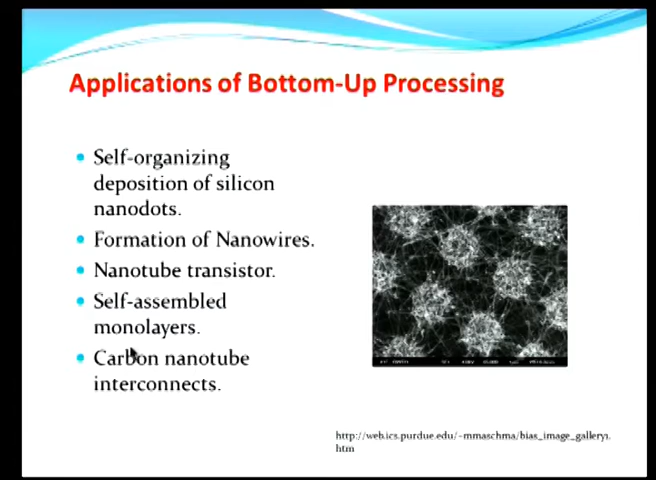 Applications of Bottom-Up Processing
Self-organizing
deposition of silicon
nanodots.
Formation of Nanowires.
Nanotube transistor.
Self-assembled
monolayers.
Carbon nanotube
interconnects.
http://web.ics.purdue.edu/~mmaschma/bias_image_gallery1.
htm